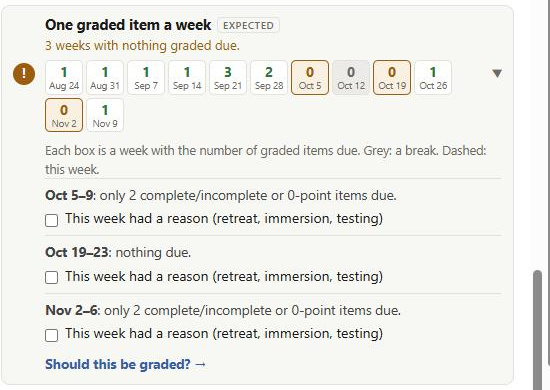 One graded item a week EXPECTED
3 weeks with nothing graded due.
! 1 1 1 1 3 2 0 0 0 1
Aug 24 Aug 31 Sep 7 Sep 14 Sep 21 Sep 28 Oct 5 Oct 12 Oct 19 Oct 26
0 1
Nov 2 Nov 9
Each box is a week with the number of graded items due. Grey: a break. Dashed:
this week.
Oct 5–9: only 2 complete/incomplete or 0-point items due.
This week had a reason (retreat, immersion, testing)
Oct 19–23: nothing due.
This week had a reason (retreat, immersion, testing)
Nov 2–6: only 2 complete/incomplete or 0-point items due.
This week had a reason (retreat, immersion, testing)
Should this be graded? →